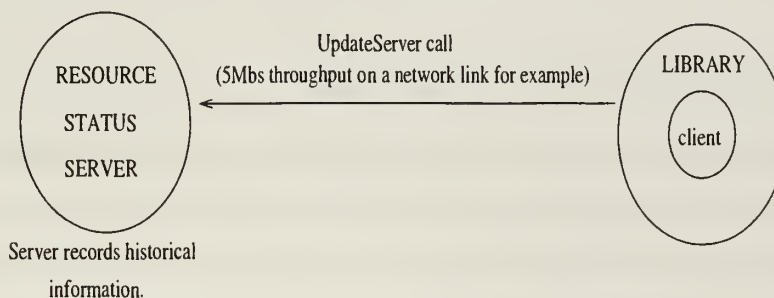 UpdateServer call
(5Mbs throughput on a network link for example)
RESOURCE
STATUS
SERVER
LIBRARY
client
Server records historical
information.